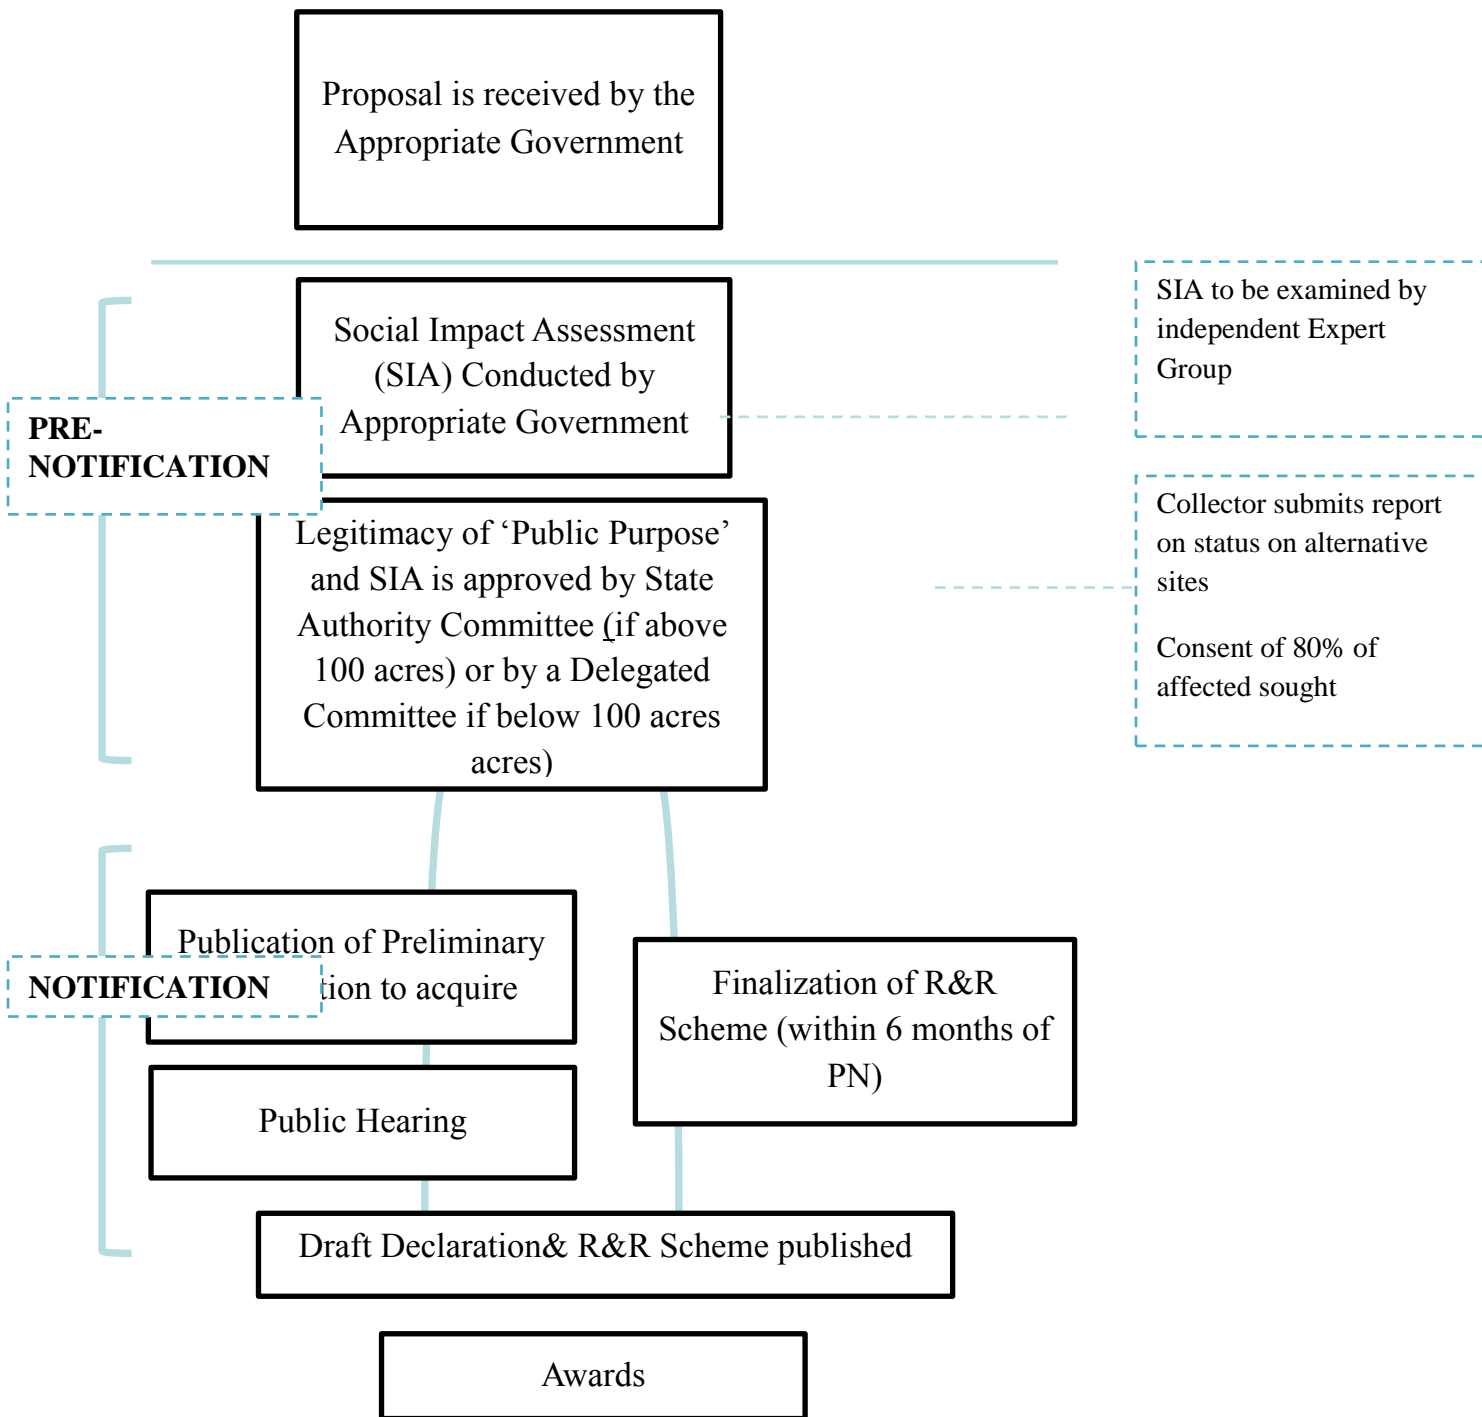 Proposal is received by the
Appropriate Government
Social Impact Assessment
(SIA) Conducted by
Appropriate Government
SIA to be examined by
independent Expert
Group
PRE-
NOTIFICATION
Legitimacy of ‘Public Purpose’
and SIA is approved by State
Authority Committee (if above
100 acres) or by a Delegated
Committee if below 100 acres
acres)
Collector submits report
on status on alternative
sites
Consent of 80% of
affected sought
Publication of Preliminary
tion to acquire
NOTIFICATION
Finalization of R&R
Scheme (within 6 months of
PN)
Public Hearing
Draft Declaration& R&R Scheme published
Awards